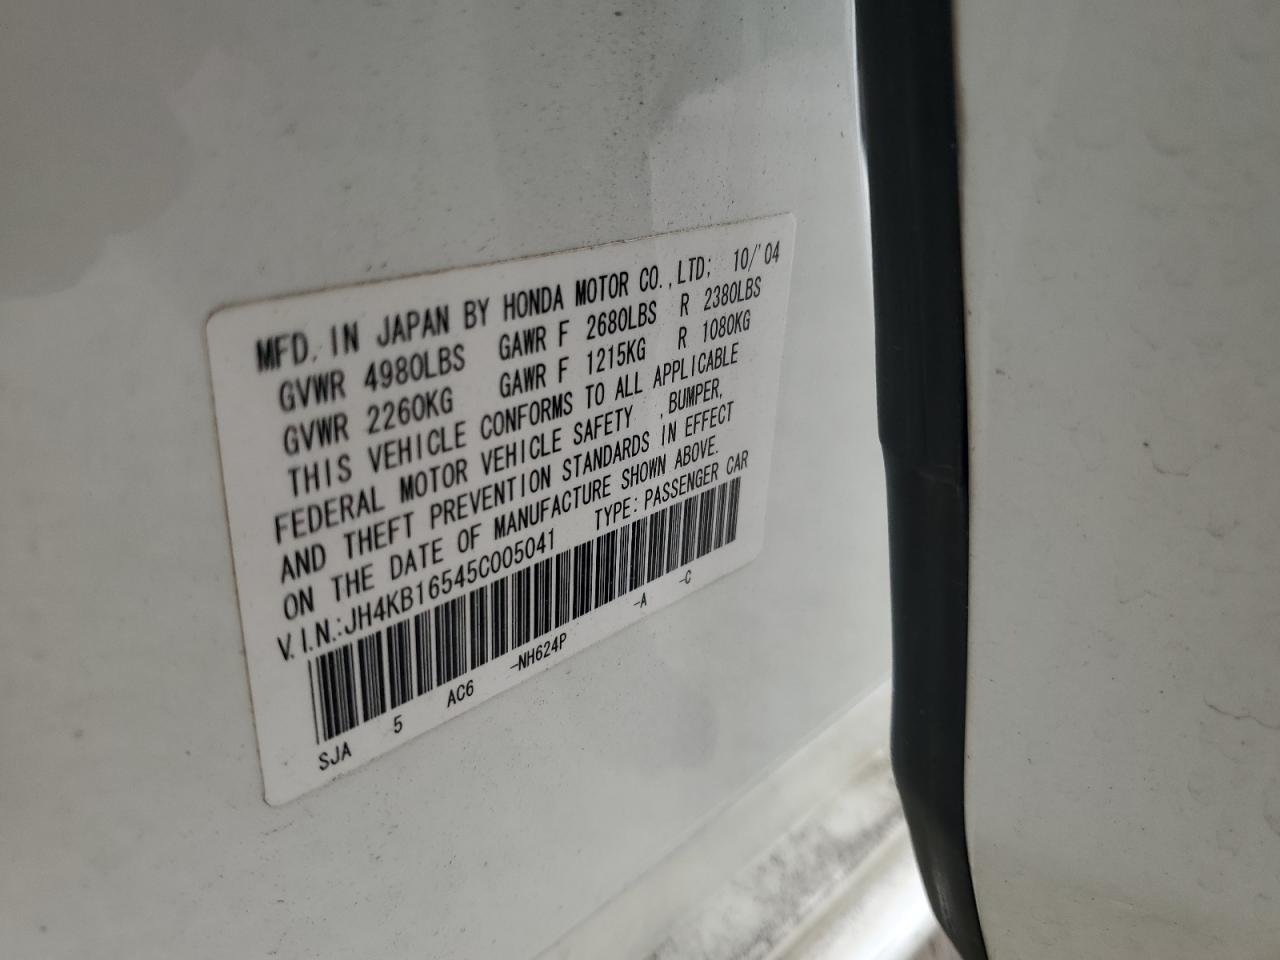 MFD. IN JAPAN BY HONDA MOTOR CO.,LTD; 10/'04
GVWR 4980LBS GAWR F 2680LBS R 2380LBS
GVWR 2260KG GAWR F 1215KG R 1080KG
THIS VEHICLE CONFORMS TO ALL APPLICABLE
FEDERAL MOTOR VEHICLE SAFETY ,BUMPER,
AND THEFT PREVENTION STANDARDS IN EFFECT
ON THE DATE OF MANUFACTURE SHOWN ABOVE.
V.I.N.:JH4KB16545C005041 TYPE:PASSENGER CAR
SJA 5 AC6 -NH624P -A -C